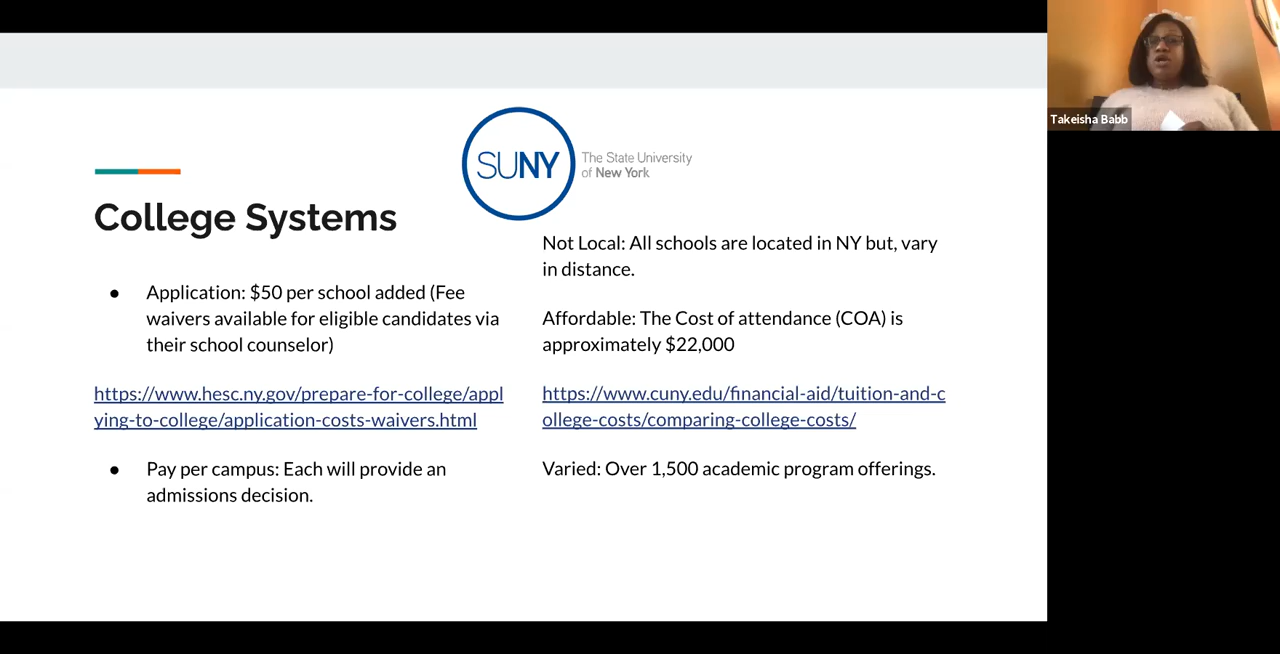 SUNY
The State University
of New York
College Systems
● Application: $50 per school added (Fee
waivers available for eligible candidates via
their school counselor)
https://www.hesc.ny.gov/prepare-for-college/appl
ying-to-college/application-costs-waivers.html
● Pay per campus: Each will provide an
admissions decision.
Not Local: All schools are located in NY but, vary
in distance.
Affordable: The Cost of attendance (COA) is
approximately $22,000
https://www.cuny.edu/financial-aid/tuition-and-c
ollege-costs/comparing-college-costs/
Varied: Over 1,500 academic program offerings.
Takeisha Babb